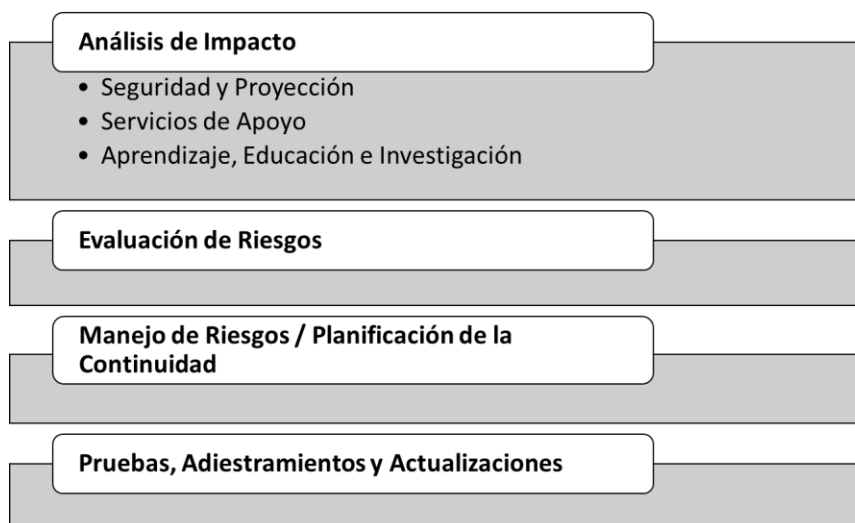 Análisis de Impacto
• Seguridad y Proyección
• Servicios de Apoyo
• Aprendizaje, Educación e Investigación
Evaluación de Riesgos
Manejo de Riesgos / Planificación de la
Continuidad
Pruebas, Adiestramientos y Actualizaciones